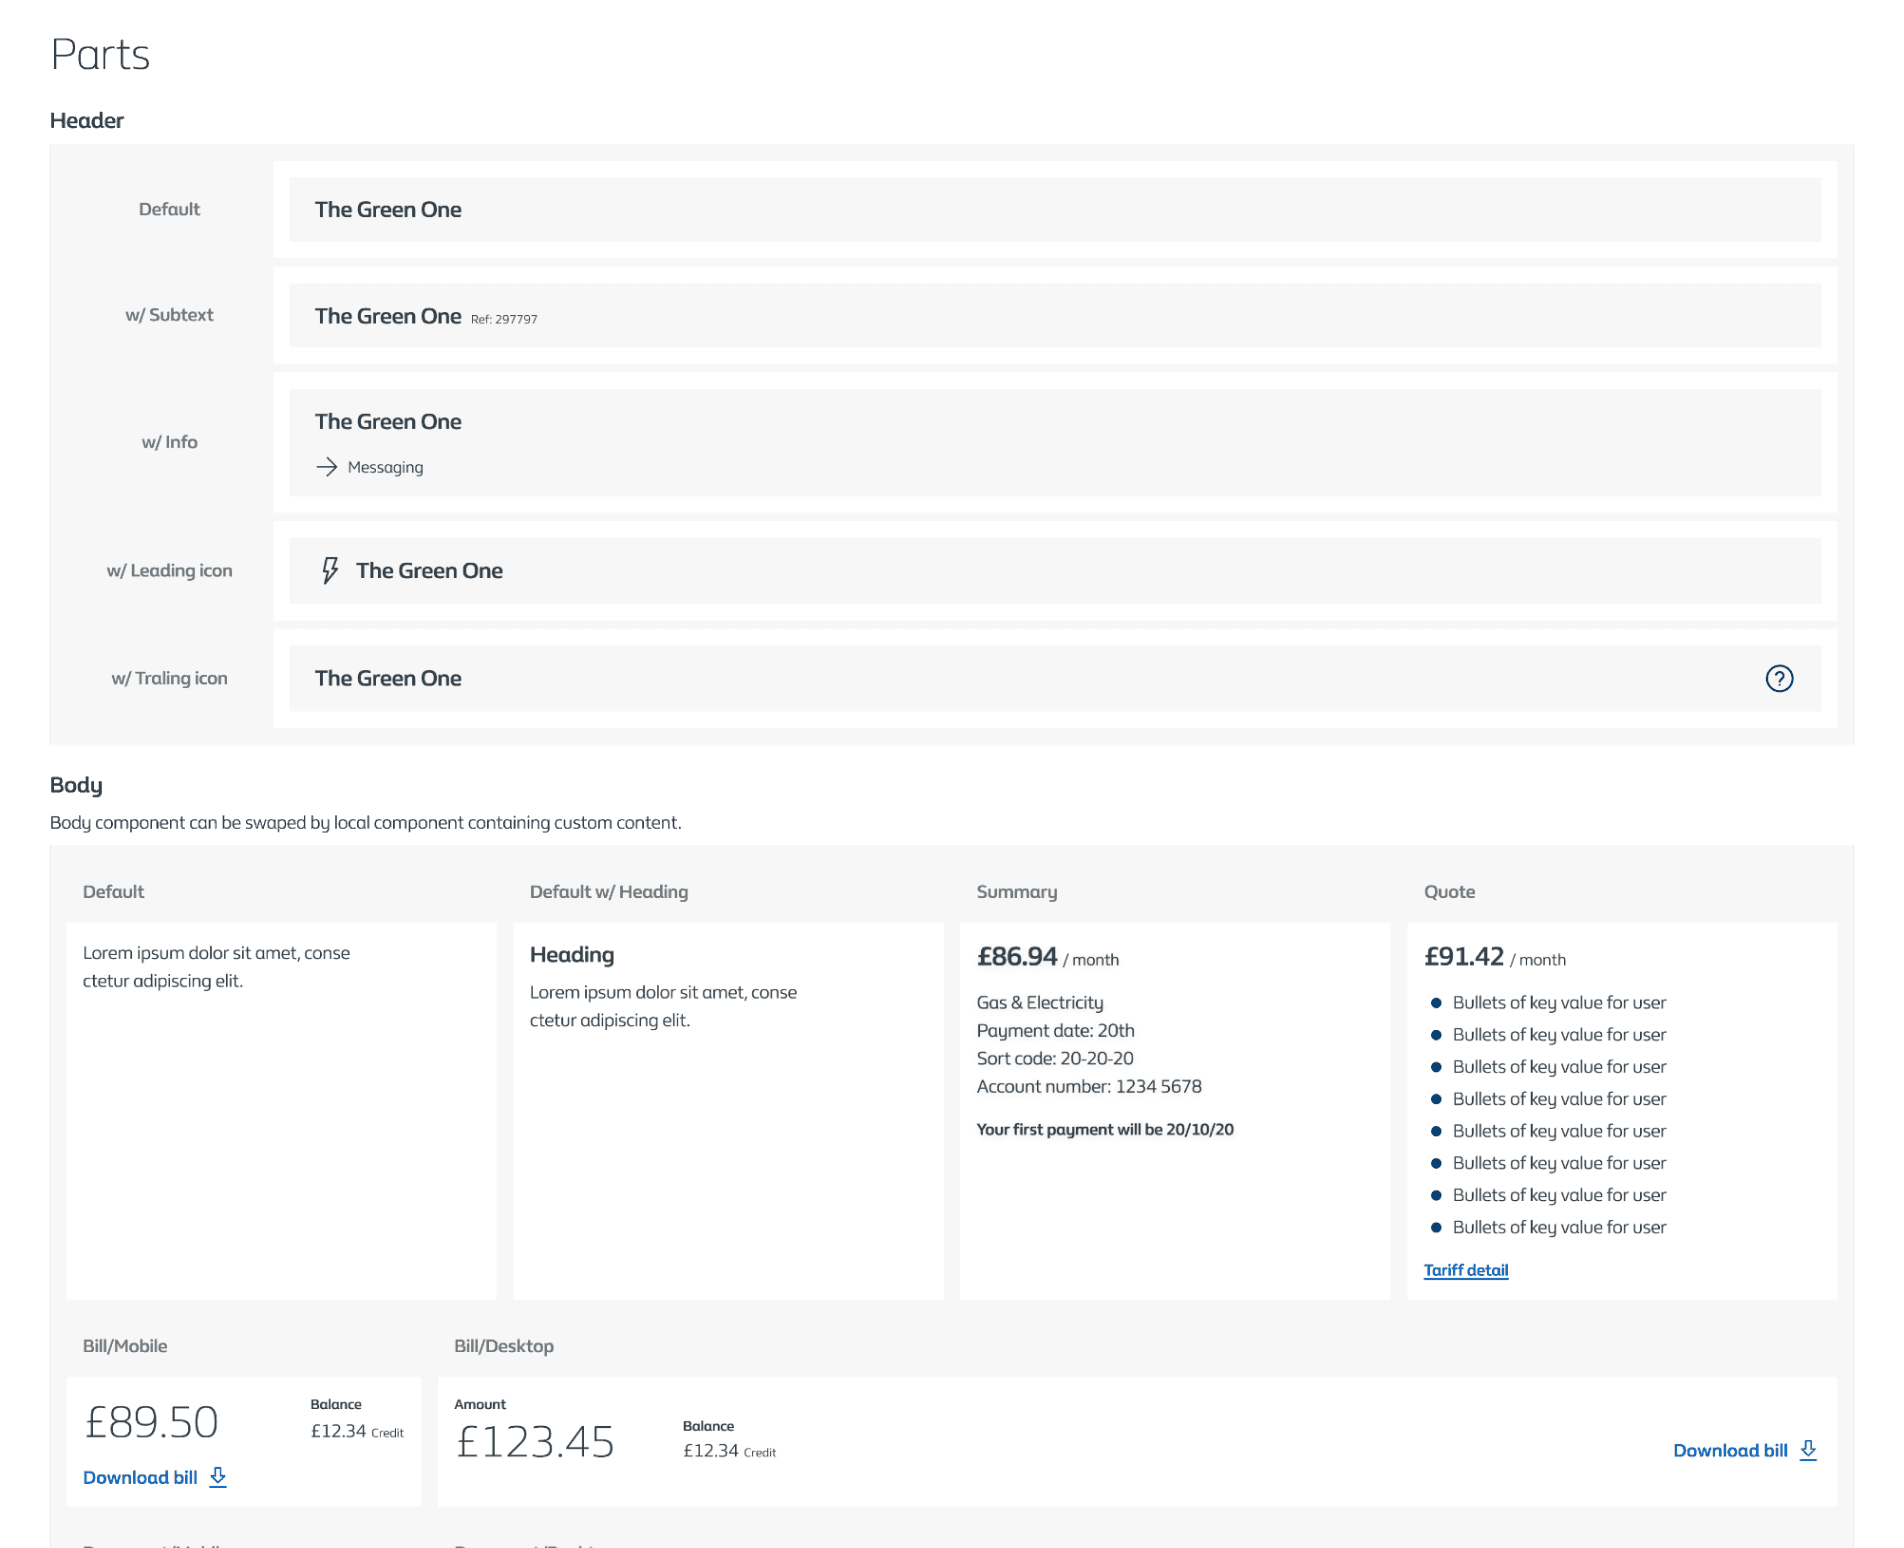 Parts
Header
Default
The Green One
w/ Subtext
The Green One Ref: 297797
w/ Info
The Green One
Messaging
w/ Leading icon
The Green One
w/ Traling icon
The Green One
?
Body
Body component can be swaped by local component containing custom content.
Default
Lorem ipsum dolor sit amet, conse
ctetur adipiscing elit.
Default w/ Heading
Heading
Lorem ipsum dolor sit amet, conse
ctetur adipiscing elit.
Summary
£86.94 / month
Gas & Electricity
Payment date: 20th
Sort code: 20-20-20
Account number: 1234 5678
Your first payment will be 20/10/20
Quote
£91.42 / month
Bullets of key value for user
Bullets of key value for user
Bullets of key value for user
Bullets of key value for user
Bullets of key value for user
Bullets of key value for user
Bullets of key value for user
Bullets of key value for user
Tariff detail
Bill/Mobile
£89.50
Balance
£12.34 Credit
Download bill
Bill/Desktop
Amount
£123.45
Balance
£12.34 Credit
Download bill